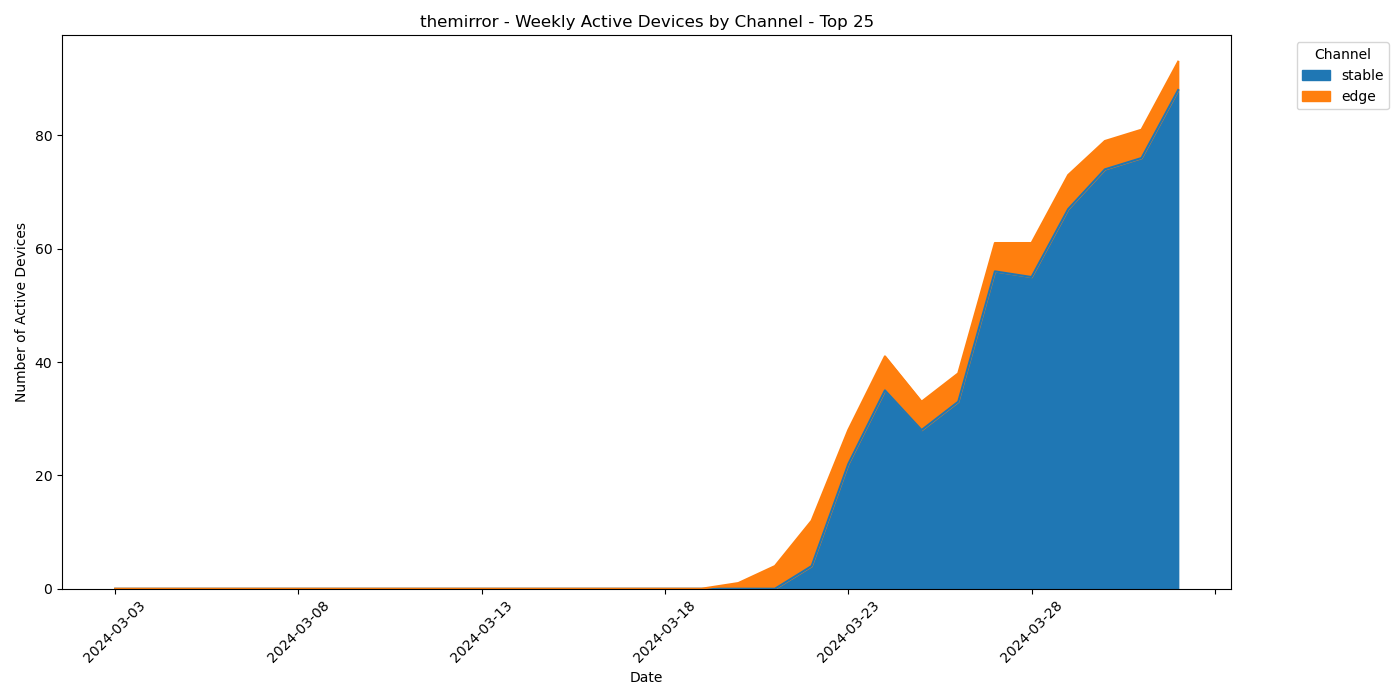 themirror - Weekly Active Devices by Channel - Top 25
Channel
stable
edge
Number of Active Devices
80
60
40
20
0
2024-03-03
2024-03-08
2024-03-13
2024-03-18
2024-03-23
2024-03-28
Date